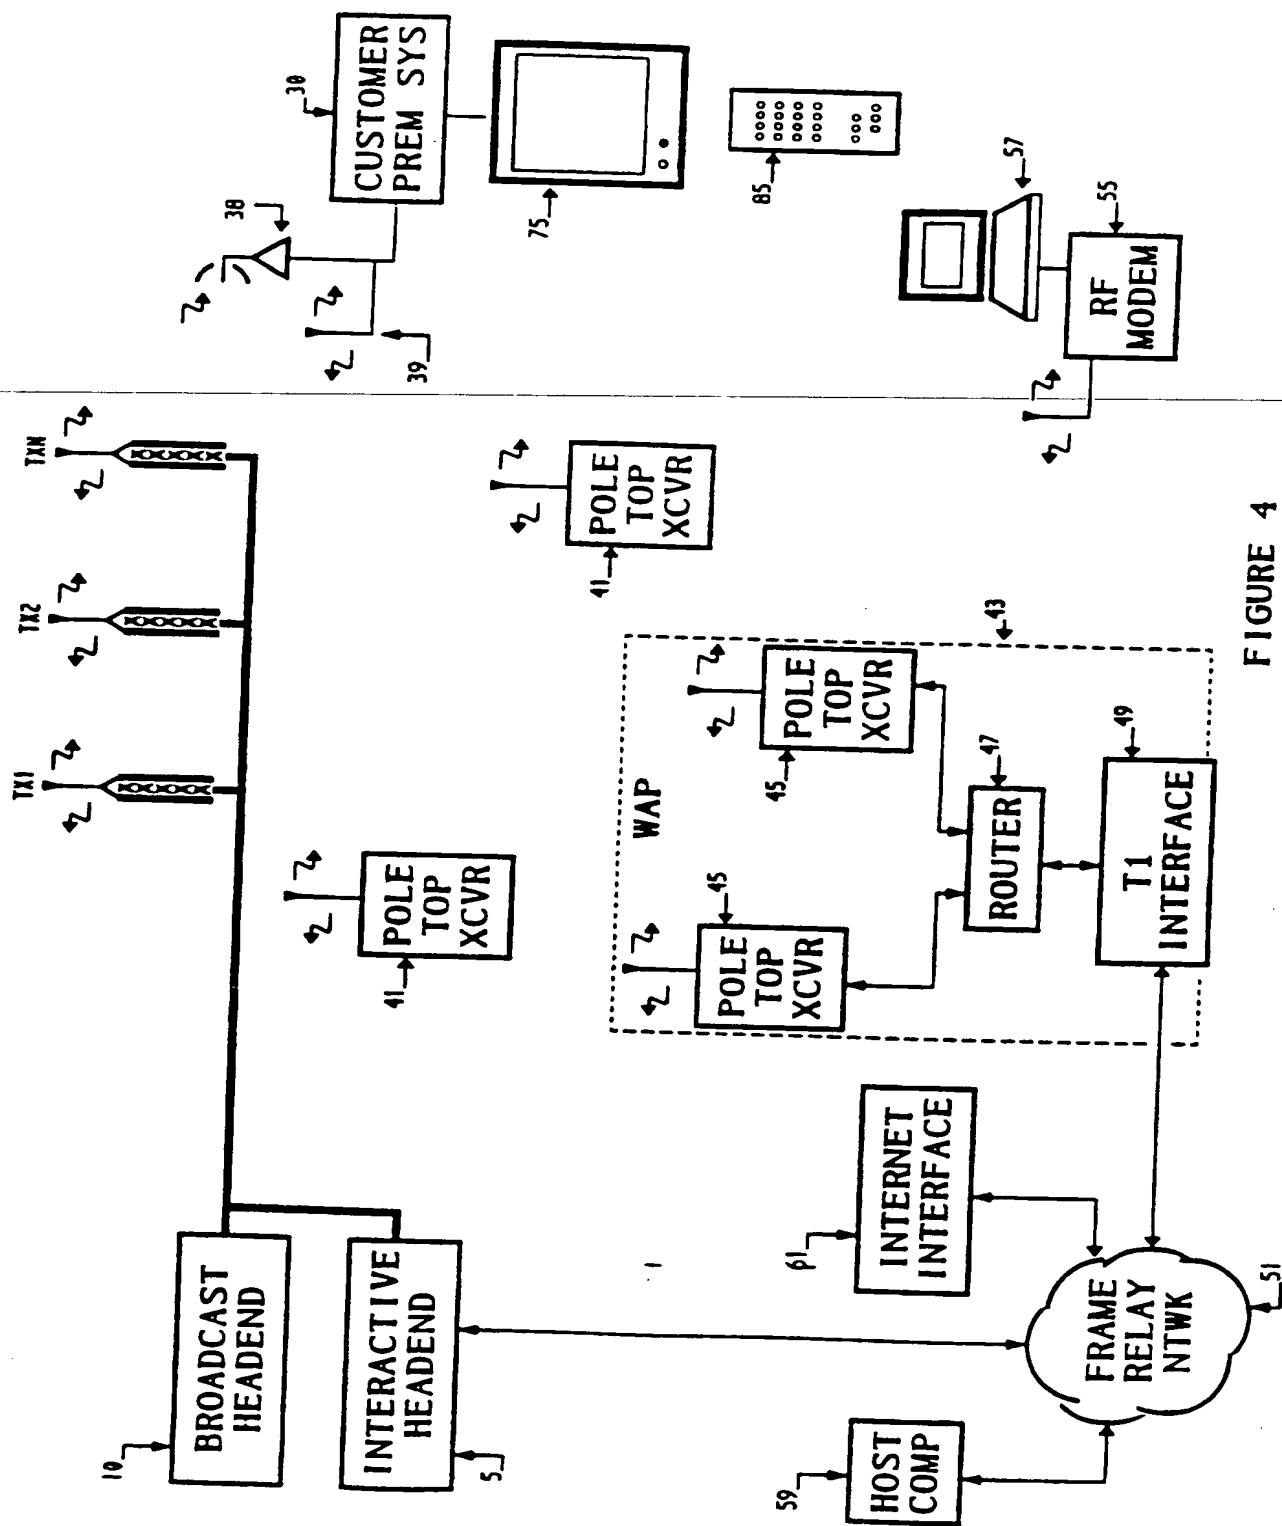 10
BROADCAST
HEADEND
INTERACTIVE
HEADEND
5
TX1
TX2
TXN
38
39
30
CUSTOMER
PREM SYS
75
85
57
RF
MODEM
55
41
POLE
TOP
XCVR
41
POLE
TOP
XCVR
WAP
43
POLE
TOP
XCVR
45
45
POLE
TOP
XCVR
ROUTER
47
T1
INTERFACE
49
61
INTERNET
INTERFACE
59
HOST
COMP
FRAME
RELAY
NTWK
51
FIGURE 4